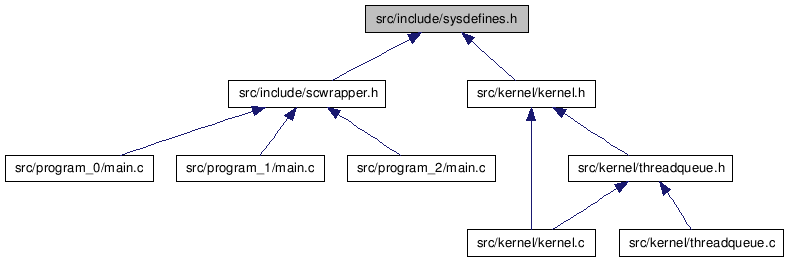 src/include/sysdefines.h
src/include/scwrapper.h
src/kernel/kernel.h
src/program_0/main.c
src/program_1/main.c
src/program_2/main.c
src/kernel/threadqueue.h
src/kernel/kernel.c
src/kernel/threadqueue.c